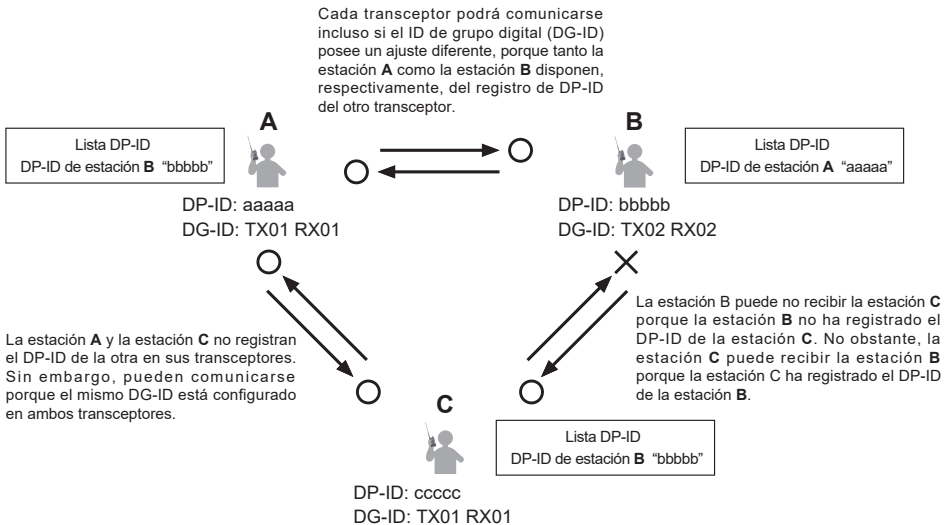 Cada transceptor podrá comunicarse
incluso si el ID de grupo digital (DG-ID)
posee un ajuste diferente, porque tanto la
estación A como la estación B disponen,
respectivamente, del registro de DP-ID
del otro transceptor.
A
Lista DP-ID
DP-ID de estación B “bbbbb”
DP-ID: aaaaa
DG-ID: TX01 RX01
B
Lista DP-ID
DP-ID de estación A “aaaaa”
DP-ID: bbbbb
DG-ID: TX02 RX02
La estación A y la estación C no registran
el DP-ID de la otra en sus transceptores.
Sin embargo, pueden comunicarse
porque el mismo DG-ID está configurado
en ambos transceptores.
La estación B puede no recibir la estación C
porque la estación B no ha registrado el
DP-ID de la estación C. No obstante, la
estación C puede recibir la estación B
porque la estación C ha registrado el DP-ID
de la estación B.
C
Lista DP-ID
DP-ID de estación B “bbbbb”
DP-ID: ccccc
DG-ID: TX01 RX01